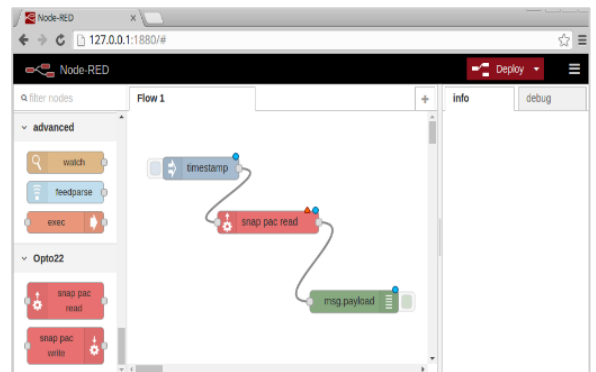 Node-RED
127.0.0.1:1880/#
Node-RED
Deploy
filter nodes
Flow 1
info
debug
advanced
watch
feedparse
exec
Opto22
snap pac
read
snap pac
write
timestamp
snap pac read
msg.payload